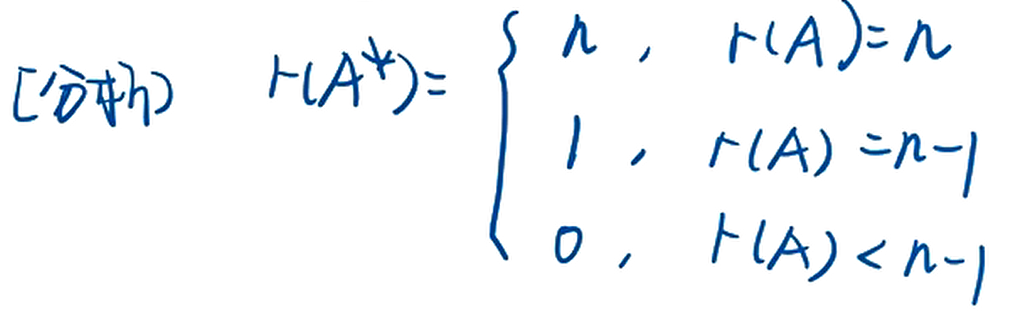 [分析] r(A*)= { n, r(A)=n
1, r(A)=n-1
0, r(A)<n-1